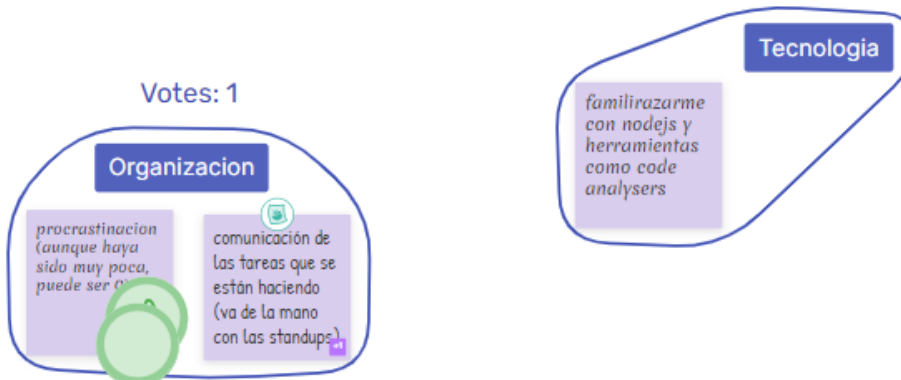 Tecnologia
familirazarme
con nodejs y
herramientas
como code
analysers
Votes: 1
Organizacion
procrastinacion
(aunque haya
sido muy poca,
puede ser
comunicación de
las tareas que se
están haciendo
(va de la mano
con las standups)
+1